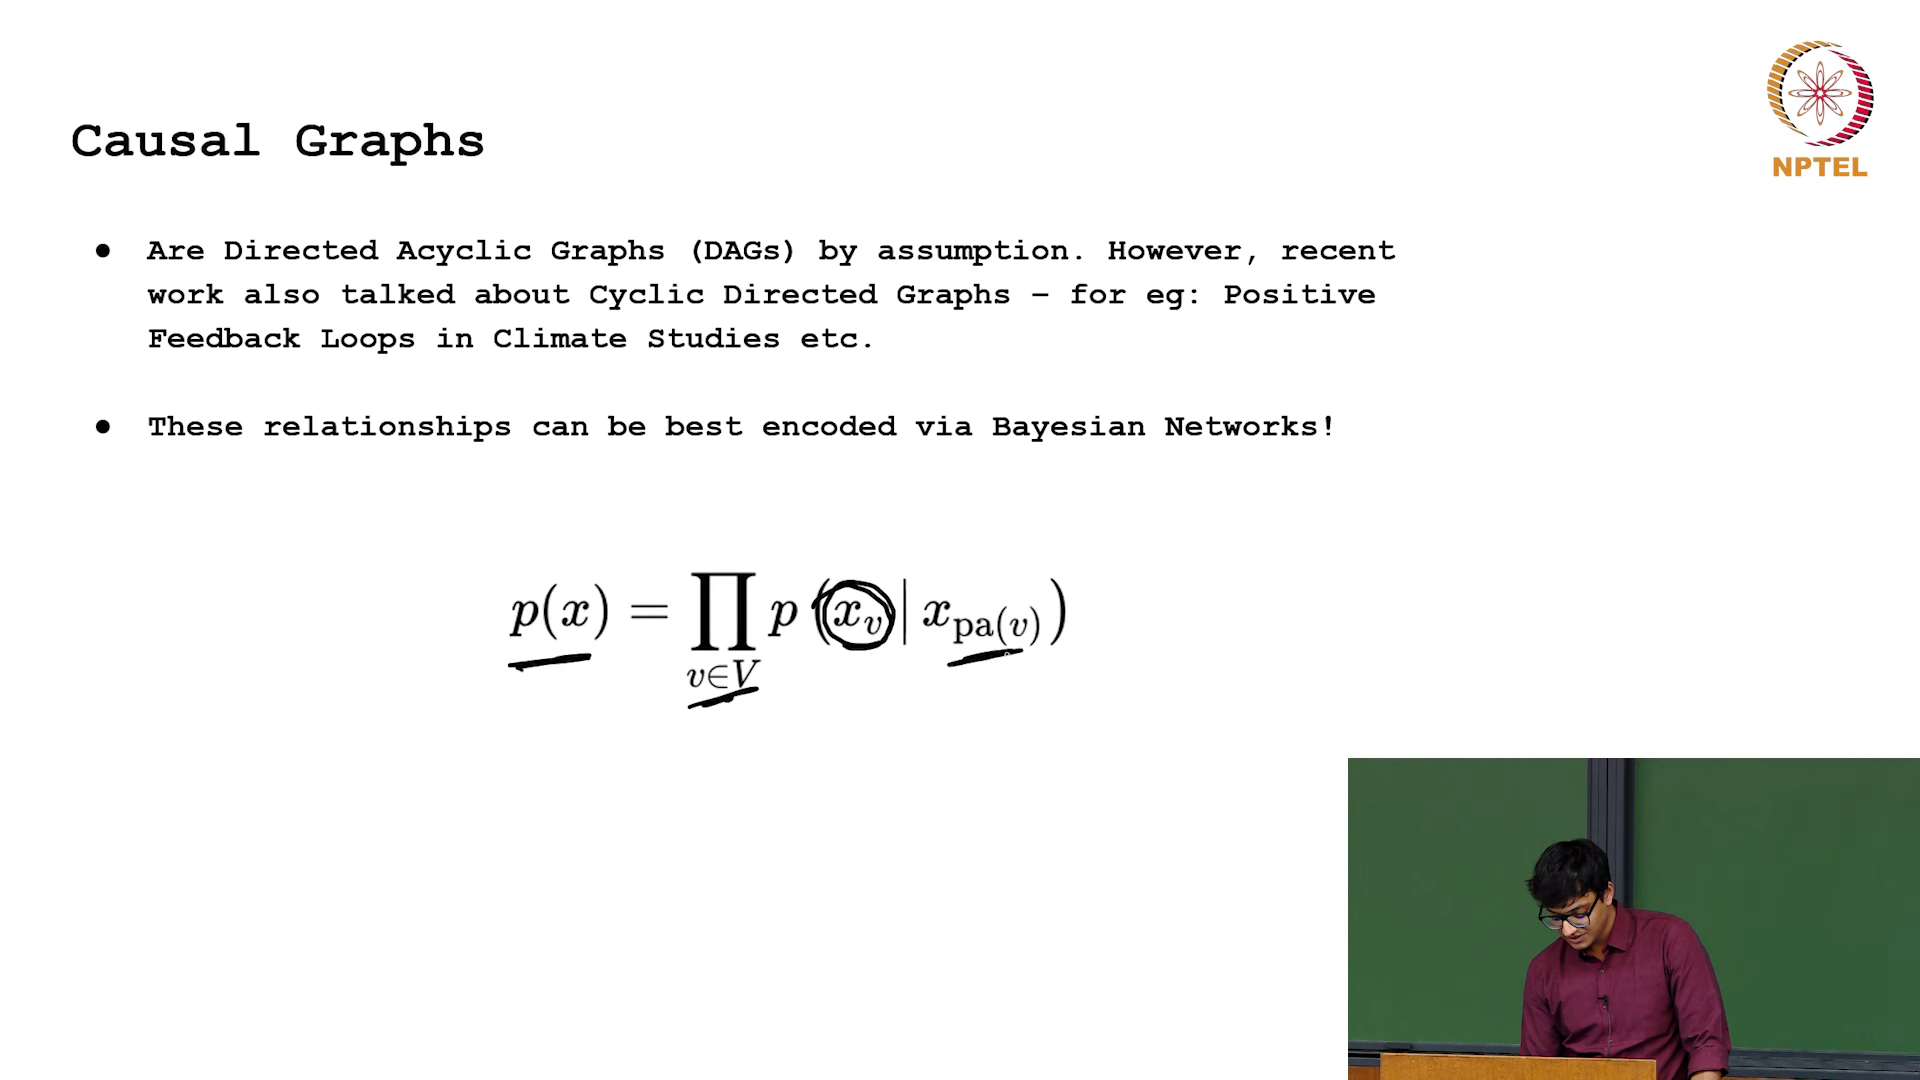 NPTEL
Causal Graphs
● Are Directed Acyclic Graphs (DAGs) by assumption. However, recent
work also talked about Cyclic Directed Graphs – for eg: Positive
Feedback Loops in Climate Studies etc.
● These relationships can be best encoded via Bayesian Networks!
p(x) = ∏_{v∈V} p (x_v | x_{pa(v)})